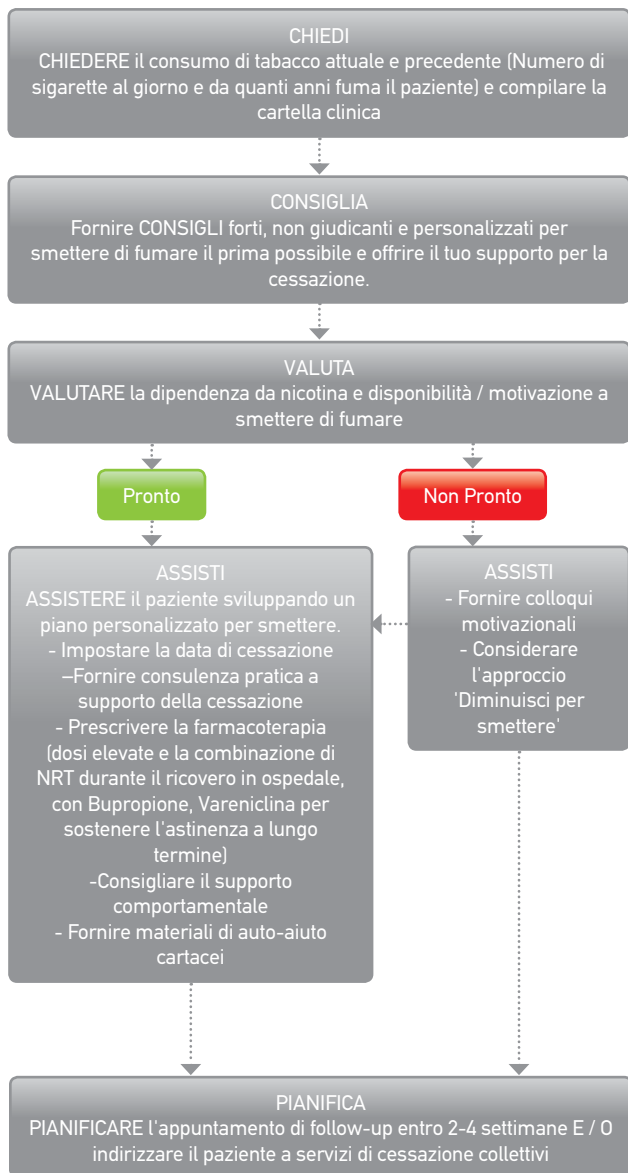 CHIEDI
CHIEDERE il consumo di tabacco attuale e precedente (Numero di
sigarette al giorno e da quanti anni fuma il paziente) e compilare la
cartella clinica
CONSIGLIA
Fornire CONSIGLI forti, non giudicanti e personalizzati per
smettere di fumare il prima possibile e offrire il tuo supporto per la
cessazione.
VALUTA
VALUTARE la dipendenza da nicotina e disponibilità / motivazione a
smettere di fumare
Pronto
Non Pronto
ASSISTI
ASSISTERE il paziente sviluppando un
piano personalizzato per smettere.
- Impostare la data di cessazione
–Fornire consulenza pratica a
supporto della cessazione
- Prescrivere la farmacoterapia
(dosi elevate e la combinazione di
NRT durante il ricovero in ospedale,
con Bupropione, Vareniclina per
sostenere l'astinenza a lungo
termine)
-Consigliare il supporto
comportamentale
- Fornire materiali di auto-aiuto
cartacei
ASSISTI
- Fornire colloqui
motivazionali
- Considerare
l'approccio
'Diminuisci per
smettere'
PIANIFICA
PIANIFICARE l'appuntamento di follow-up entro 2-4 settimane E / O
indirizzare il paziente a servizi di cessazione collettivi